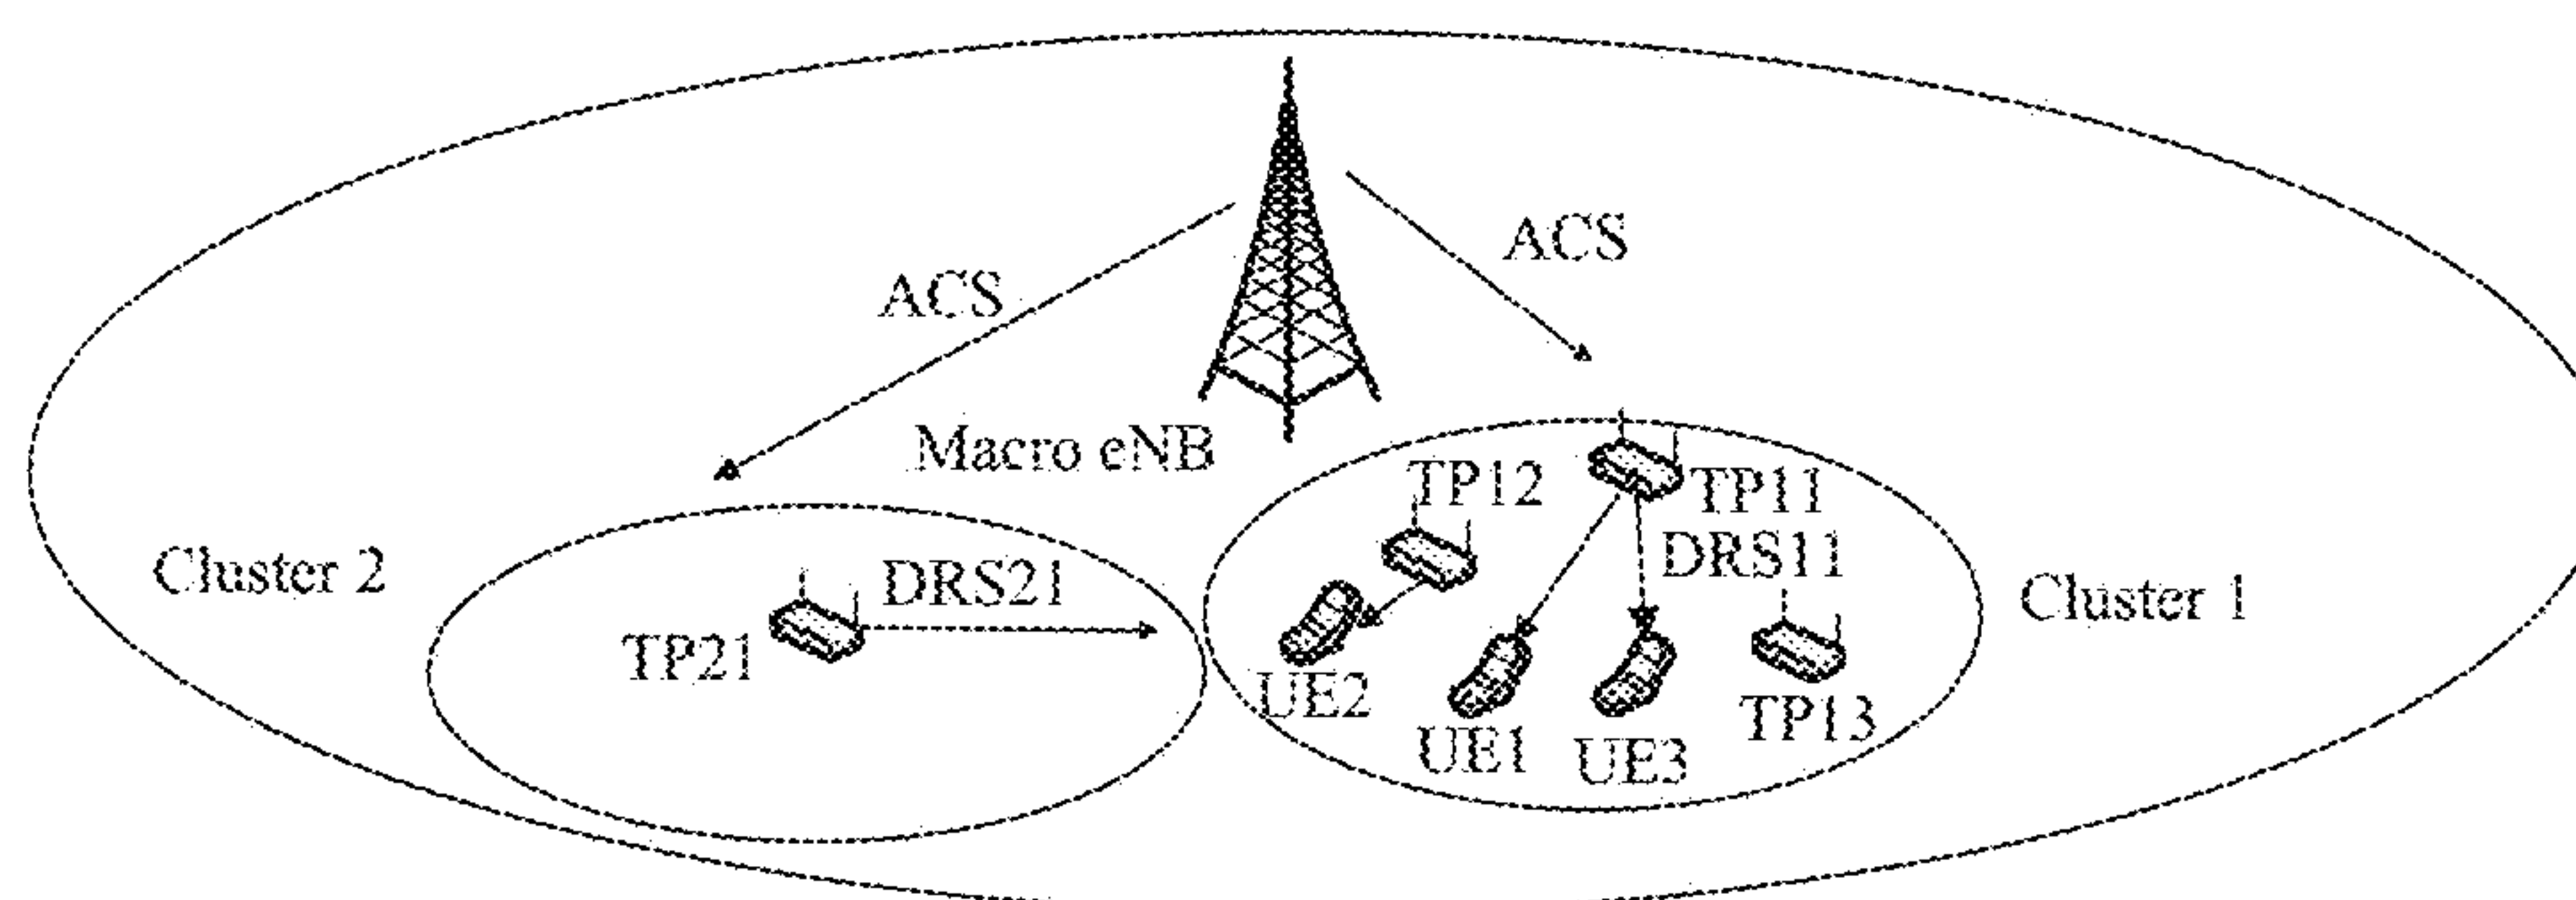 ACS
ACS
Macro eNB
TP12
TP11
DRS11
Cluster 2
DRS21
Cluster 1
TP21
UE2
UE1
UE3
TP13